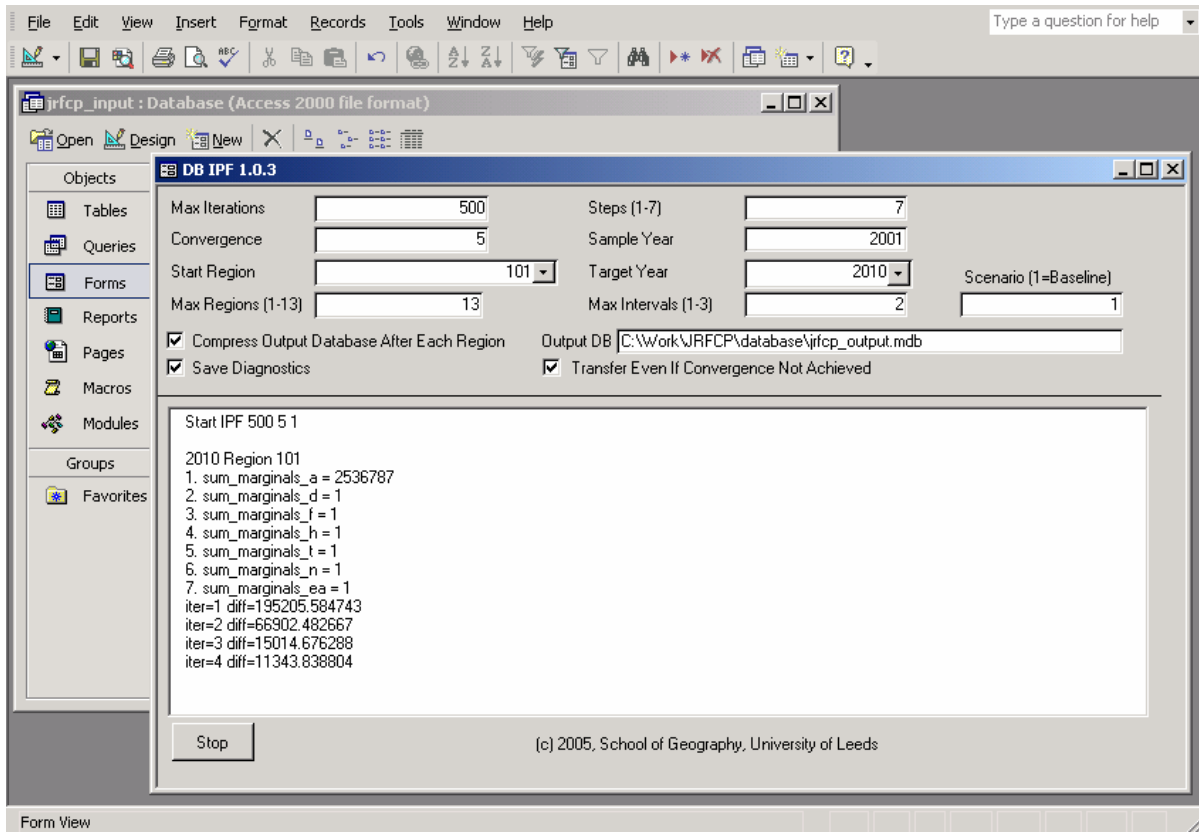 File Edit View Insert Format Records Tools Window Help Type a question for help
jrfcp_input : Database (Access 2000 file format)
Open Design New
Objects
Tables
Queries
Forms
Reports
Pages
Macros
Modules
Groups
Favorites
DB IPF 1.0.3
Max Iterations 500 Steps (1-7) 7
Convergence 5 Sample Year 2001
Start Region 101 Target Year 2010 Scenario (1=Baseline)
Max Regions (1-13) 13 Max Intervals (1-3) 2 1
Compress Output Database After Each Region Output DB C:\Work\JRFCP\database\jrfcp_output.mdb
Save Diagnostics Transfer Even If Convergence Not Achieved
Start IPF 500 5 1
2010 Region 101
1. sum_marginals_a = 2536787
2. sum_marginals_d = 1
3. sum_marginals_f = 1
4. sum_marginals_h = 1
5. sum_marginals_t = 1
6. sum_marginals_n = 1
7. sum_marginals_ea = 1
iter=1 diff=195205.584743
iter=2 diff=66902.482667
iter=3 diff=15014.676288
iter=4 diff=11343.838804
Stop (c) 2005, School of Geography, University of Leeds
Form View